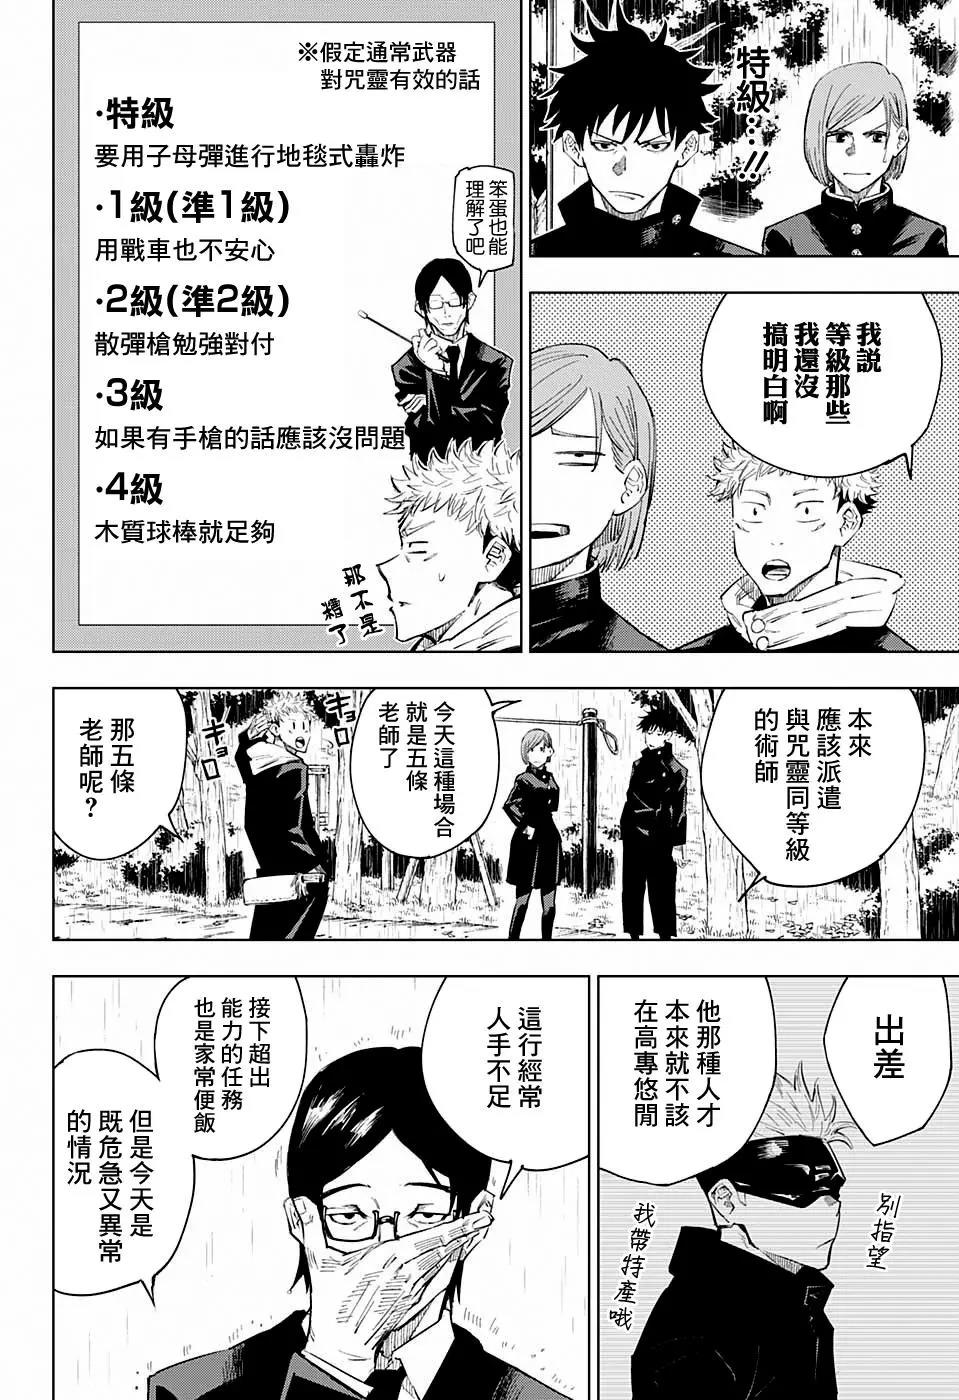 特級…!!
※假定通常武器
對咒靈有效的話
·特級
要用子母彈進行地毯式轟炸
·1級(準1級)
用戰車也不安心
·2級(準2級)
散彈槍勉強對付
·3級
如果有手槍的話應該沒問題
·4級
木質球棒就足夠
笨蛋也能
理解了吧
那不是
糟了
我說
等級那些
我還沒
搞明白啊
本來
應該派遣
與咒靈同等級
的術師
今天這種場合
就是五條
老師了
キョロ
キョロ
那五條
老師呢?
出差
他那種人才
本來就不該
在高專悠閒
別指望
我帶特產哦
這行經常
人手不足
接下超出
能力的任務
也是家常便飯
但是今天是
既危急又異常
的情況